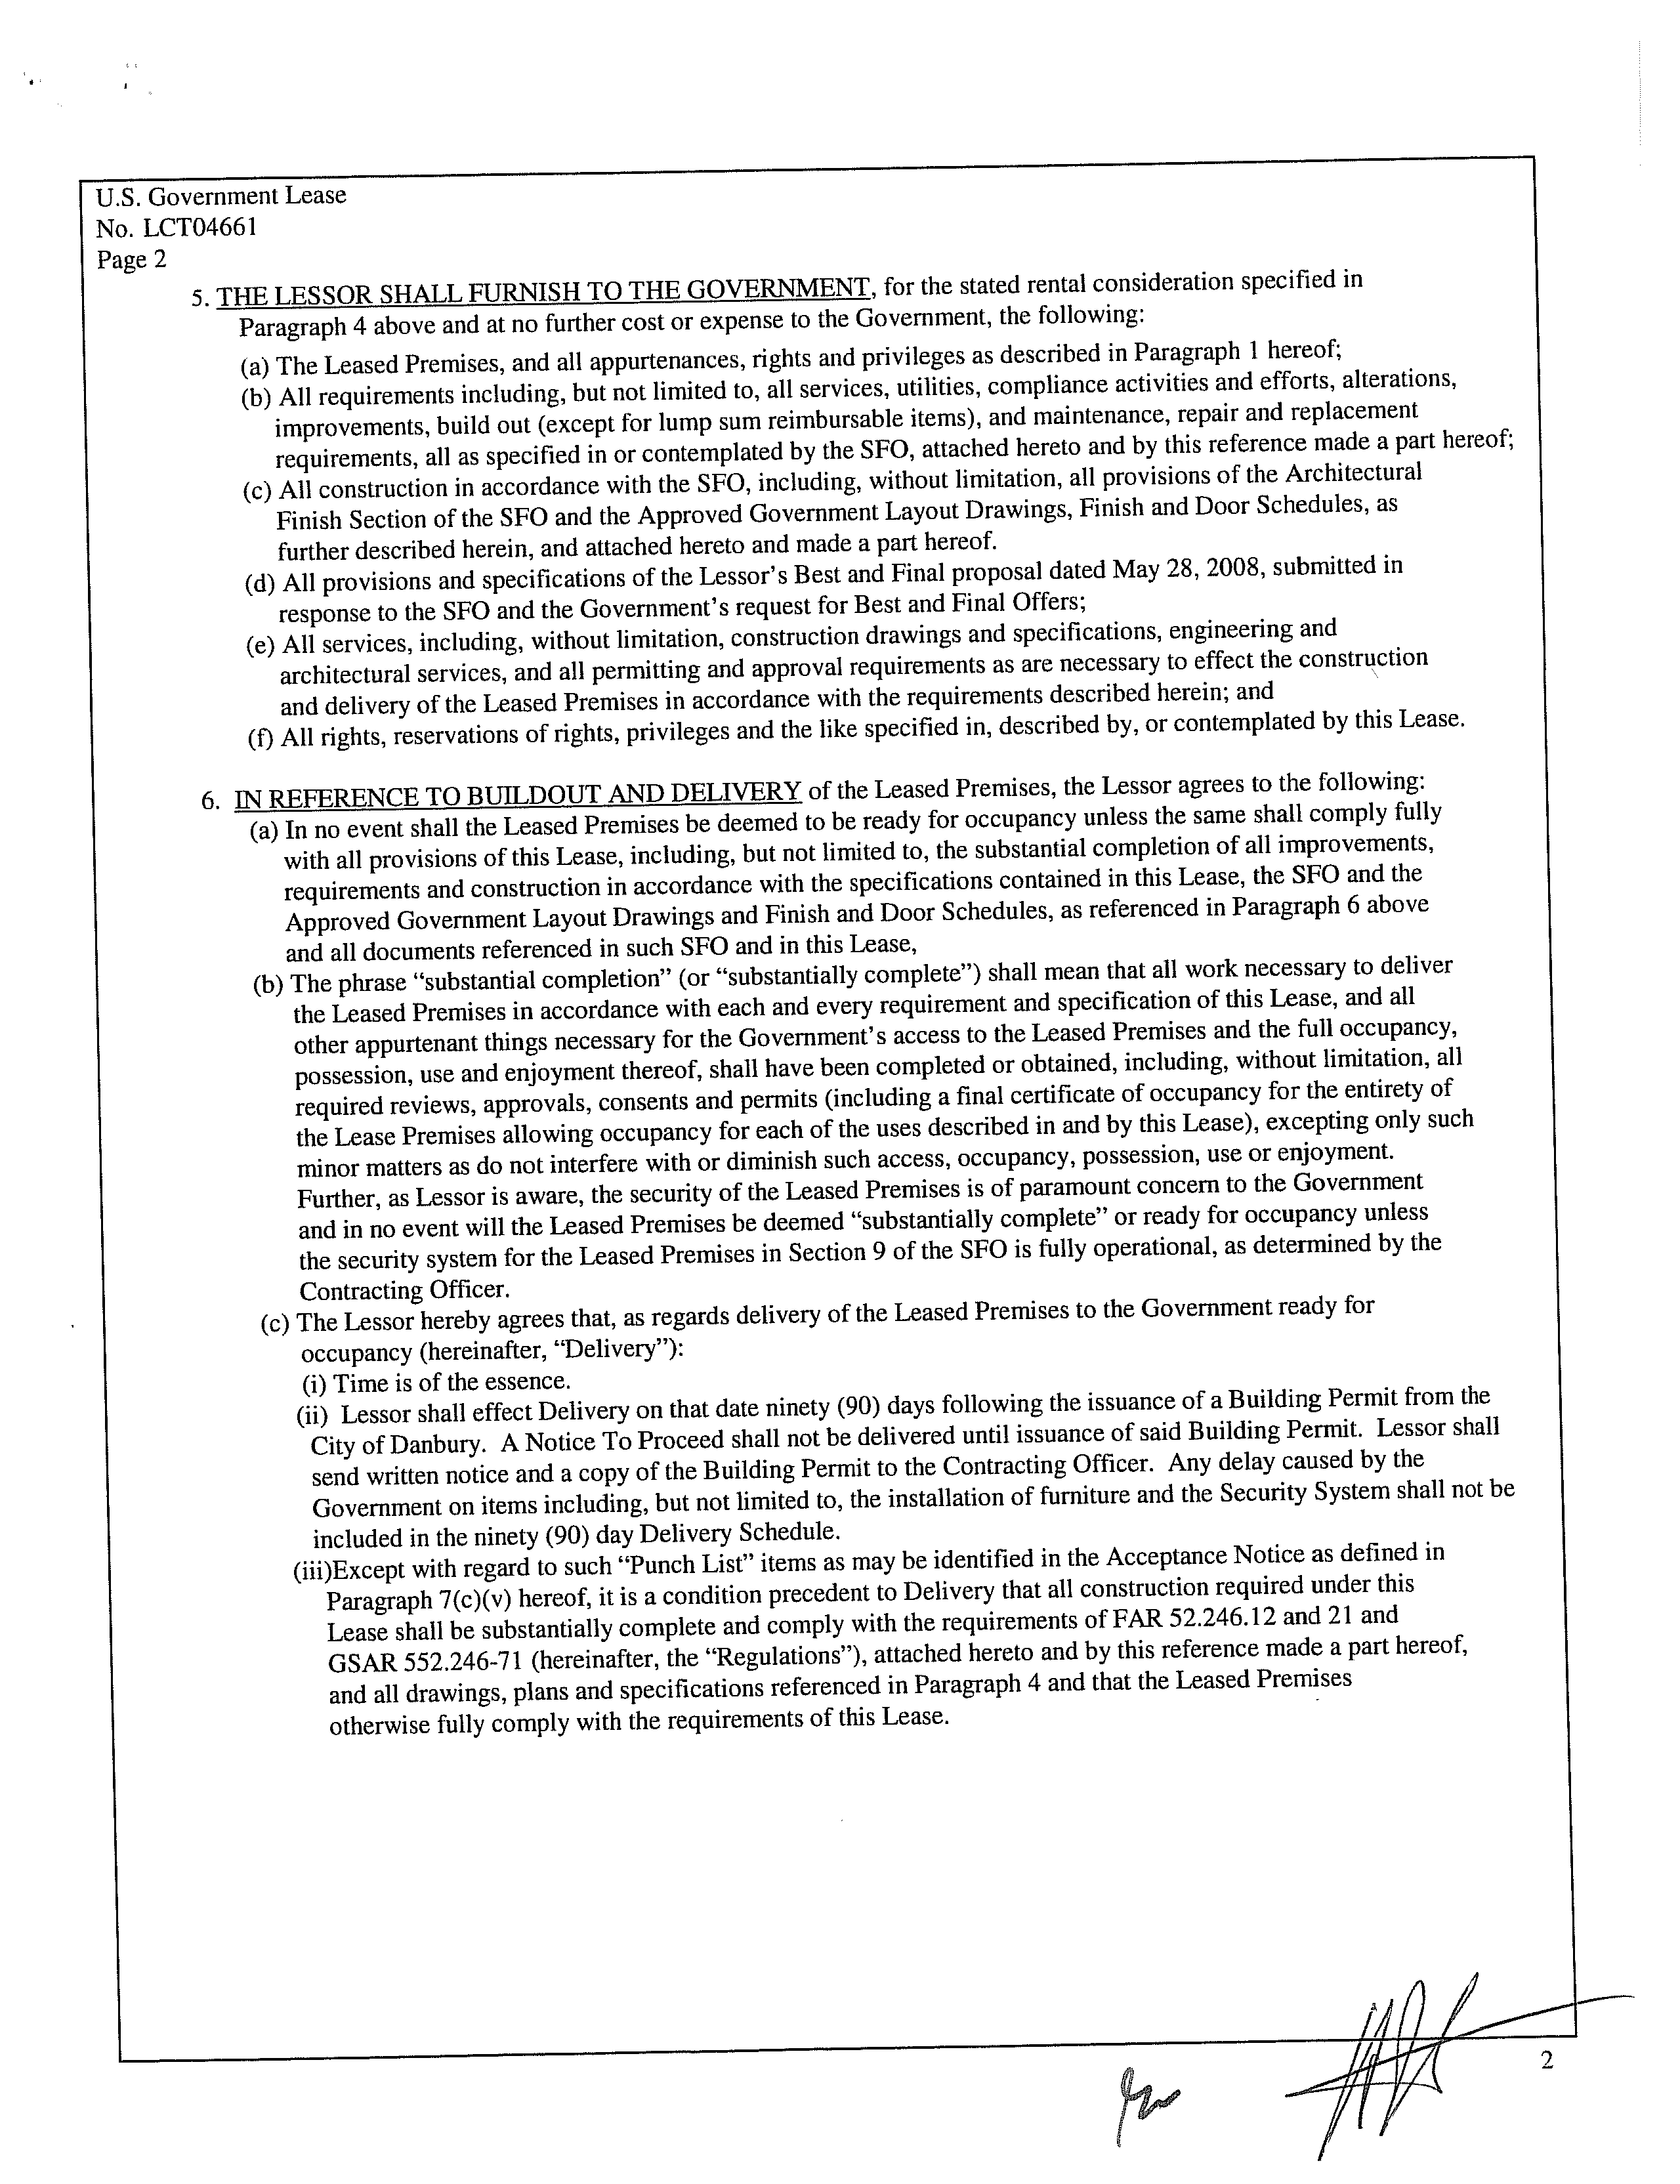 U.S. Government Lease
No. LCT04661
Page 2
5. THE LESSOR SHALL FURNISH TO THE GOVERNMENT, for the stated rental consideration specified in
Paragraph 4 above and at no further cost or expense to the Government, the following:
(a) The Leased Premises, and all appurtenances, rights and privileges as described in Paragraph 1 hereof;
(b) All requirements including, but not limited to, all services, utilities, compliance activities and efforts, alterations,
improvements, build out (except for lump sum reimbursable items), and maintenance, repair and replacement
requirements, all as specified in or contemplated by the SFO, attached hereto and by this reference made a part hereof;
(c) All construction in accordance with the SFO, including, without limitation, all provisions of the Architectural
Finish Section of the SFO and the Approved Government Layout Drawings, Finish and Door Schedules, as
further described herein, and attached hereto and made a part hereof.
(d) All provisions and specifications of the Lessor's Best and Final proposal dated May 28, 2008, submitted in
response to the SFO and the Government's request for Best and Final Offers;
(e) All services, including, without limitation, construction drawings and specifications, engineering and
architectural services, and all permitting and approval requirements as are necessary to effect the construction
and delivery of the Leased Premises in accordance with the requirements described herein; and
(f) All rights, reservations of rights, privileges and the like specified in, described by, or contemplated by this Lease.
6. IN REFERENCE TO BUILDOUT AND DELIVERY of the Leased Premises, the Lessor agrees to the following:
(a) In no event shall the Leased Premises be deemed to be ready for occupancy unless the same shall comply fully
with all provisions of this Lease, including, but not limited to, the substantial completion of all improvements,
requirements and construction in accordance with the specifications contained in this Lease, the SFO and the
Approved Government Layout Drawings and Finish and Door Schedules, as referenced in Paragraph 6 above
and all documents referenced in such SFO and in this Lease,
(b) The phrase “substantial completion” (or “substantially complete”) shall mean that all work necessary to deliver
the Leased Premises in accordance with each and every requirement and specification of this Lease, and all
other appurtenant things necessary for the Government's access to the Leased Premises and the full occupancy,
possession, use and enjoyment thereof, shall have been completed or obtained, including, without limitation, all
required reviews, approvals, consents and permits (including a final certificate of occupancy for the entirety of
the Lease Premises allowing occupancy for each of the uses described in and by this Lease), excepting only such
minor matters as do not interfere with or diminish such access, occupancy, possession, use or enjoyment.
Further, as Lessor is aware, the security of the Leased Premises is of paramount concern to the Government
and in no event will the Leased Premises be deemed “substantially complete” or ready for occupancy unless
the security system for the Leased Premises in Section 9 of the SFO is fully operational, as determined by the
Contracting Officer.
(c) The Lessor hereby agrees that, as regards delivery of the Leased Premises to the Government ready for
occupancy (hereinafter, “Delivery”):
(i) Time is of the essence.
(ii) Lessor shall effect Delivery on that date ninety (90) days following the issuance of a Building Permit from the
City of Danbury. A Notice To Proceed shall not be delivered until issuance of said Building Permit. Lessor shall
send written notice and a copy of the Building Permit to the Contracting Officer. Any delay caused by the
Government on items including, but not limited to, the installation of furniture and the Security System shall not be
included in the ninety (90) day Delivery Schedule.
(iii)Except with regard to such “Punch List” items as may be identified in the Acceptance Notice as defined in
Paragraph 7(c)(v) hereof, it is a condition precedent to Delivery that all construction required under this
Lease shall be substantially complete and comply with the requirements of FAR 52.246.12 and 21 and
GSAR 552.246-71 (hereinafter, the “Regulations”), attached hereto and by this reference made a part hereof,
and all drawings, plans and specifications referenced in Paragraph 4 and that the Leased Premises
otherwise fully comply with the requirements of this Lease.
2